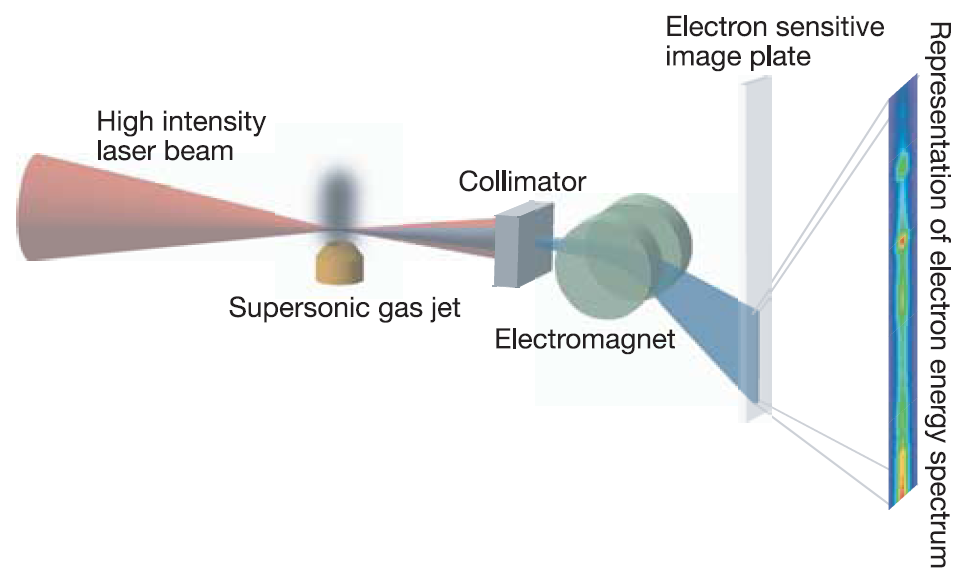 Electron sensitive
image plate
High intensity
laser beam
Collimator
Supersonic gas jet
Electromagnet
Representation of electron energy spectrum